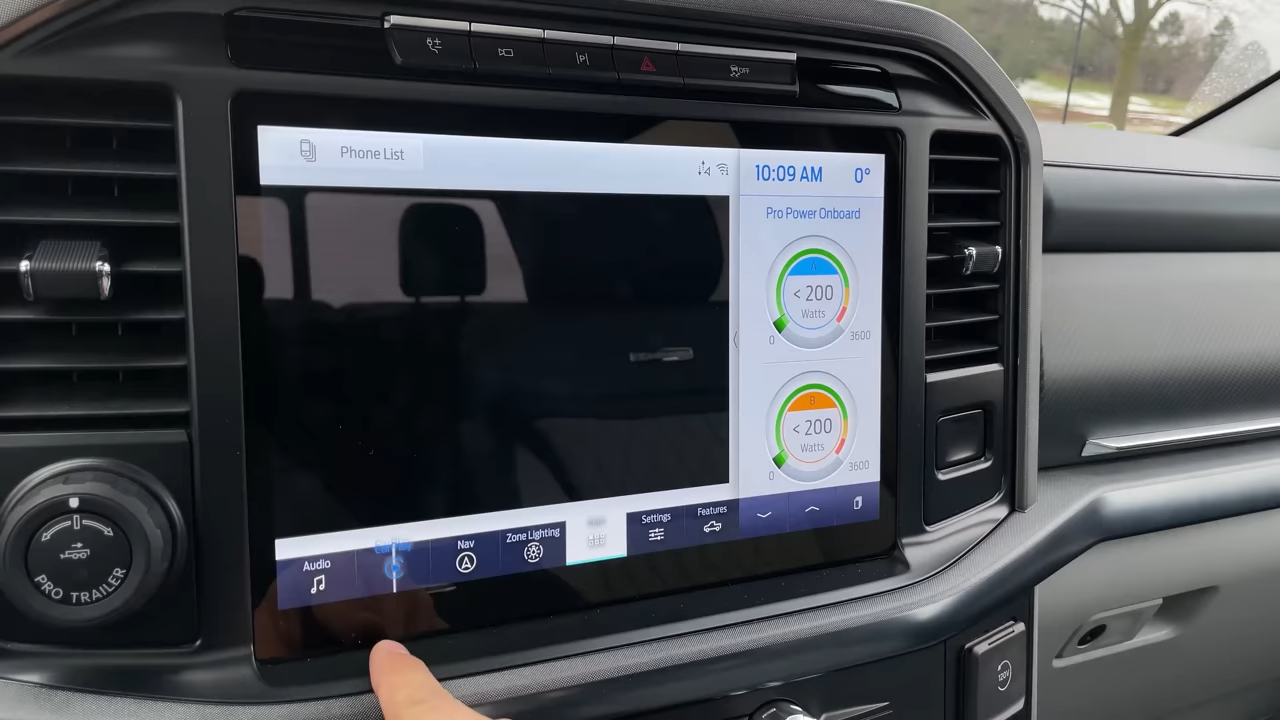 P
OFF
Phone List
10:09 AM 0°
Pro Power Onboard
A
< 200
Watts
0 3600
B
< 200
Watts
0 3600
Audio
Nav
Zone Lighting
Settings
Features
PRO TRAILER
120V